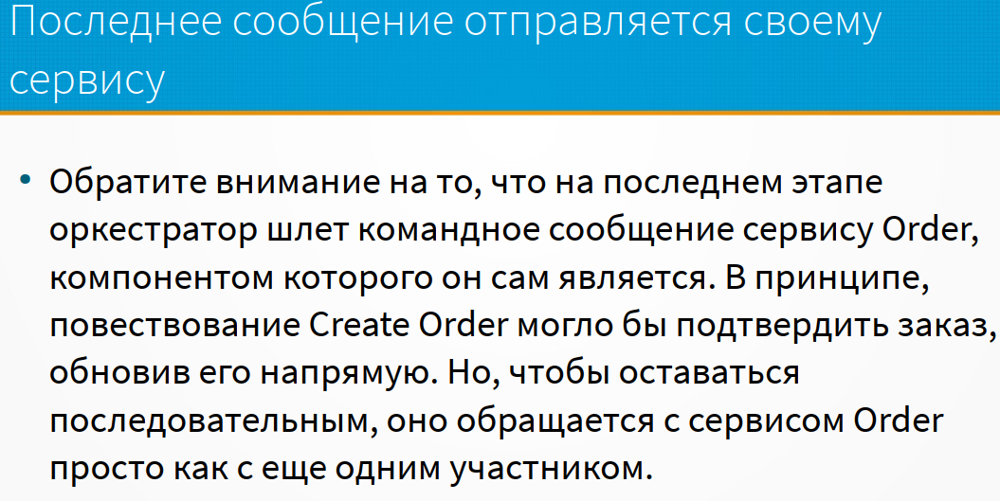 Последнее сообщение отправляется своему
сервису
• Обратите внимание на то, что на последнем этапе
оркестратор шлет командное сообщение сервису Order,
компонентом которого он сам является. В принципе,
повествование Create Order могло бы подтвердить заказ,
обновив его напрямую. Но, чтобы оставаться
последовательным, оно обращается с сервисом Order
просто как с еще одним участником.